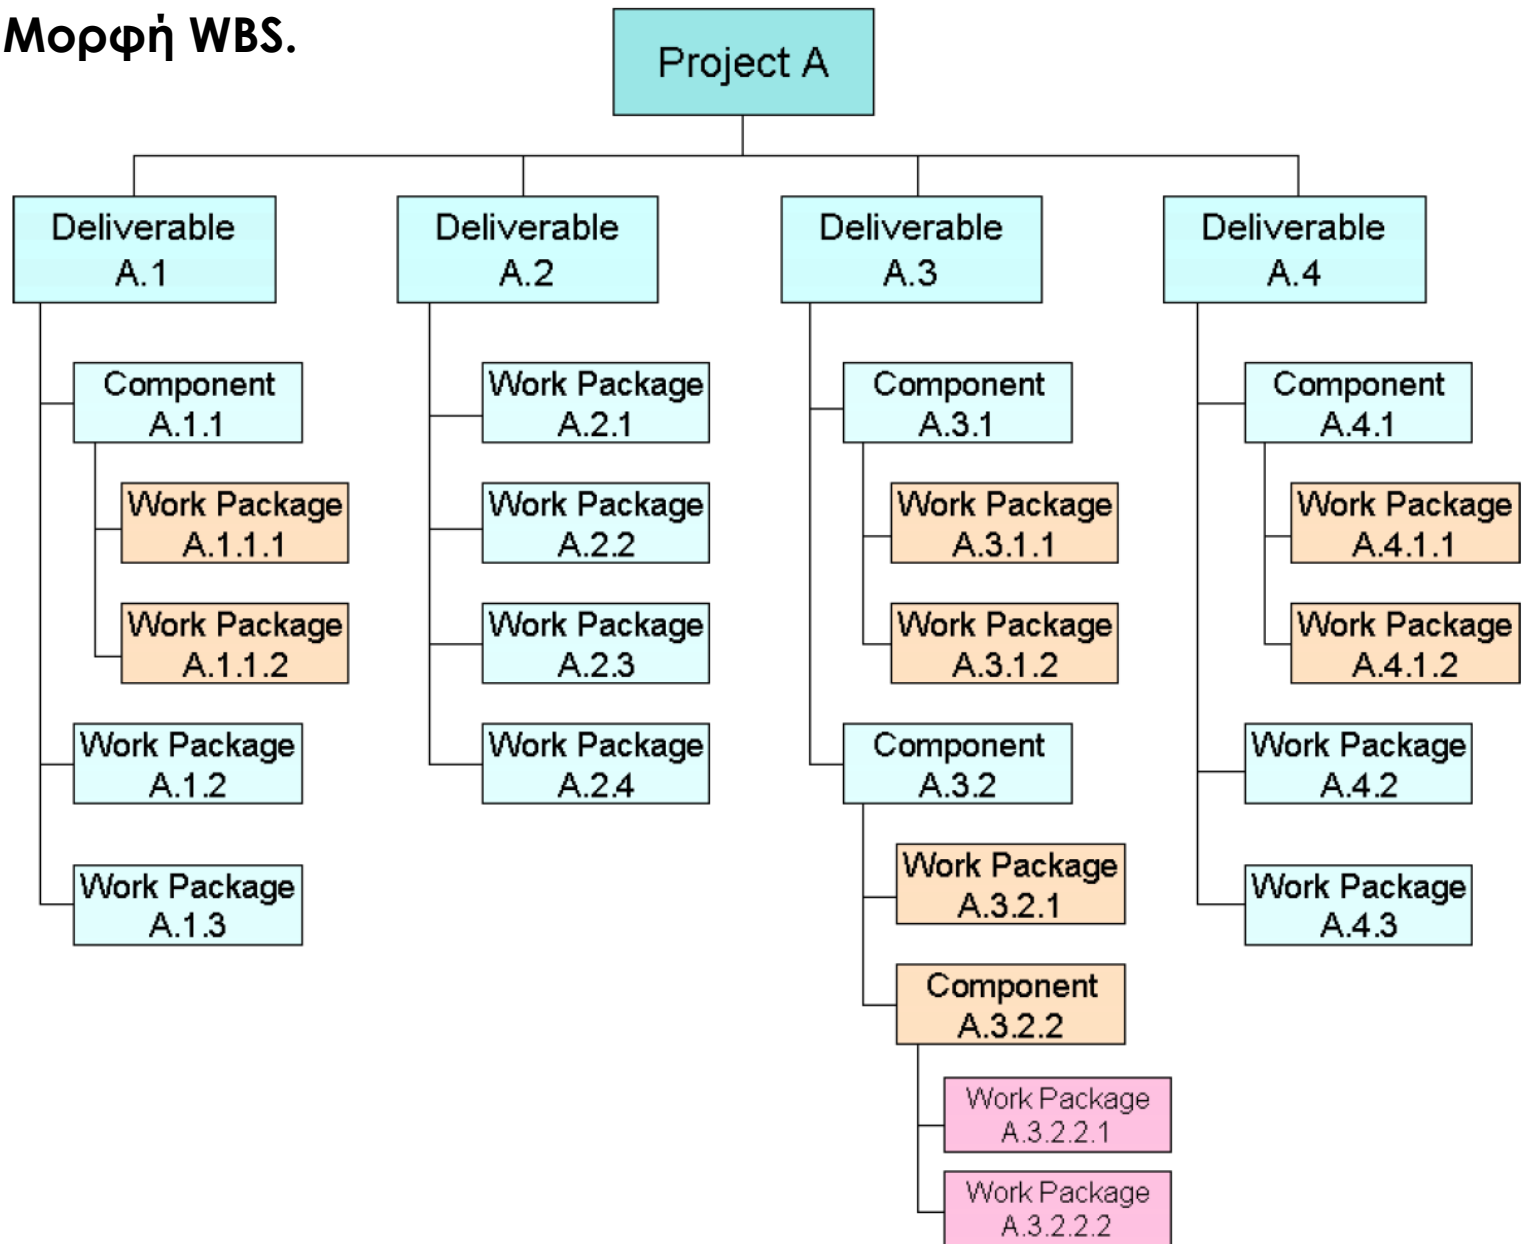 Μορφή WBS.
Project A
Deliverable
A.1
Component
A.1.1
Work Package
A.1.1.1
Work Package
A.1.1.2
Work Package
A.1.2
Work Package
A.1.3
Deliverable
A.2
Work Package
A.2.1
Work Package
A.2.2
Work Package
A.2.3
Work Package
A.2.4
Deliverable
A.3
Component
A.3.1
Work Package
A.3.1.1
Work Package
A.3.1.2
Component
A.3.2
Work Package
A.3.2.1
Component
A.3.2.2
Work Package
A.3.2.2.1
Work Package
A.3.2.2.2
Deliverable
A.4
Component
A.4.1
Work Package
A.4.1.1
Work Package
A.4.1.2
Work Package
A.4.2
Work Package
A.4.3